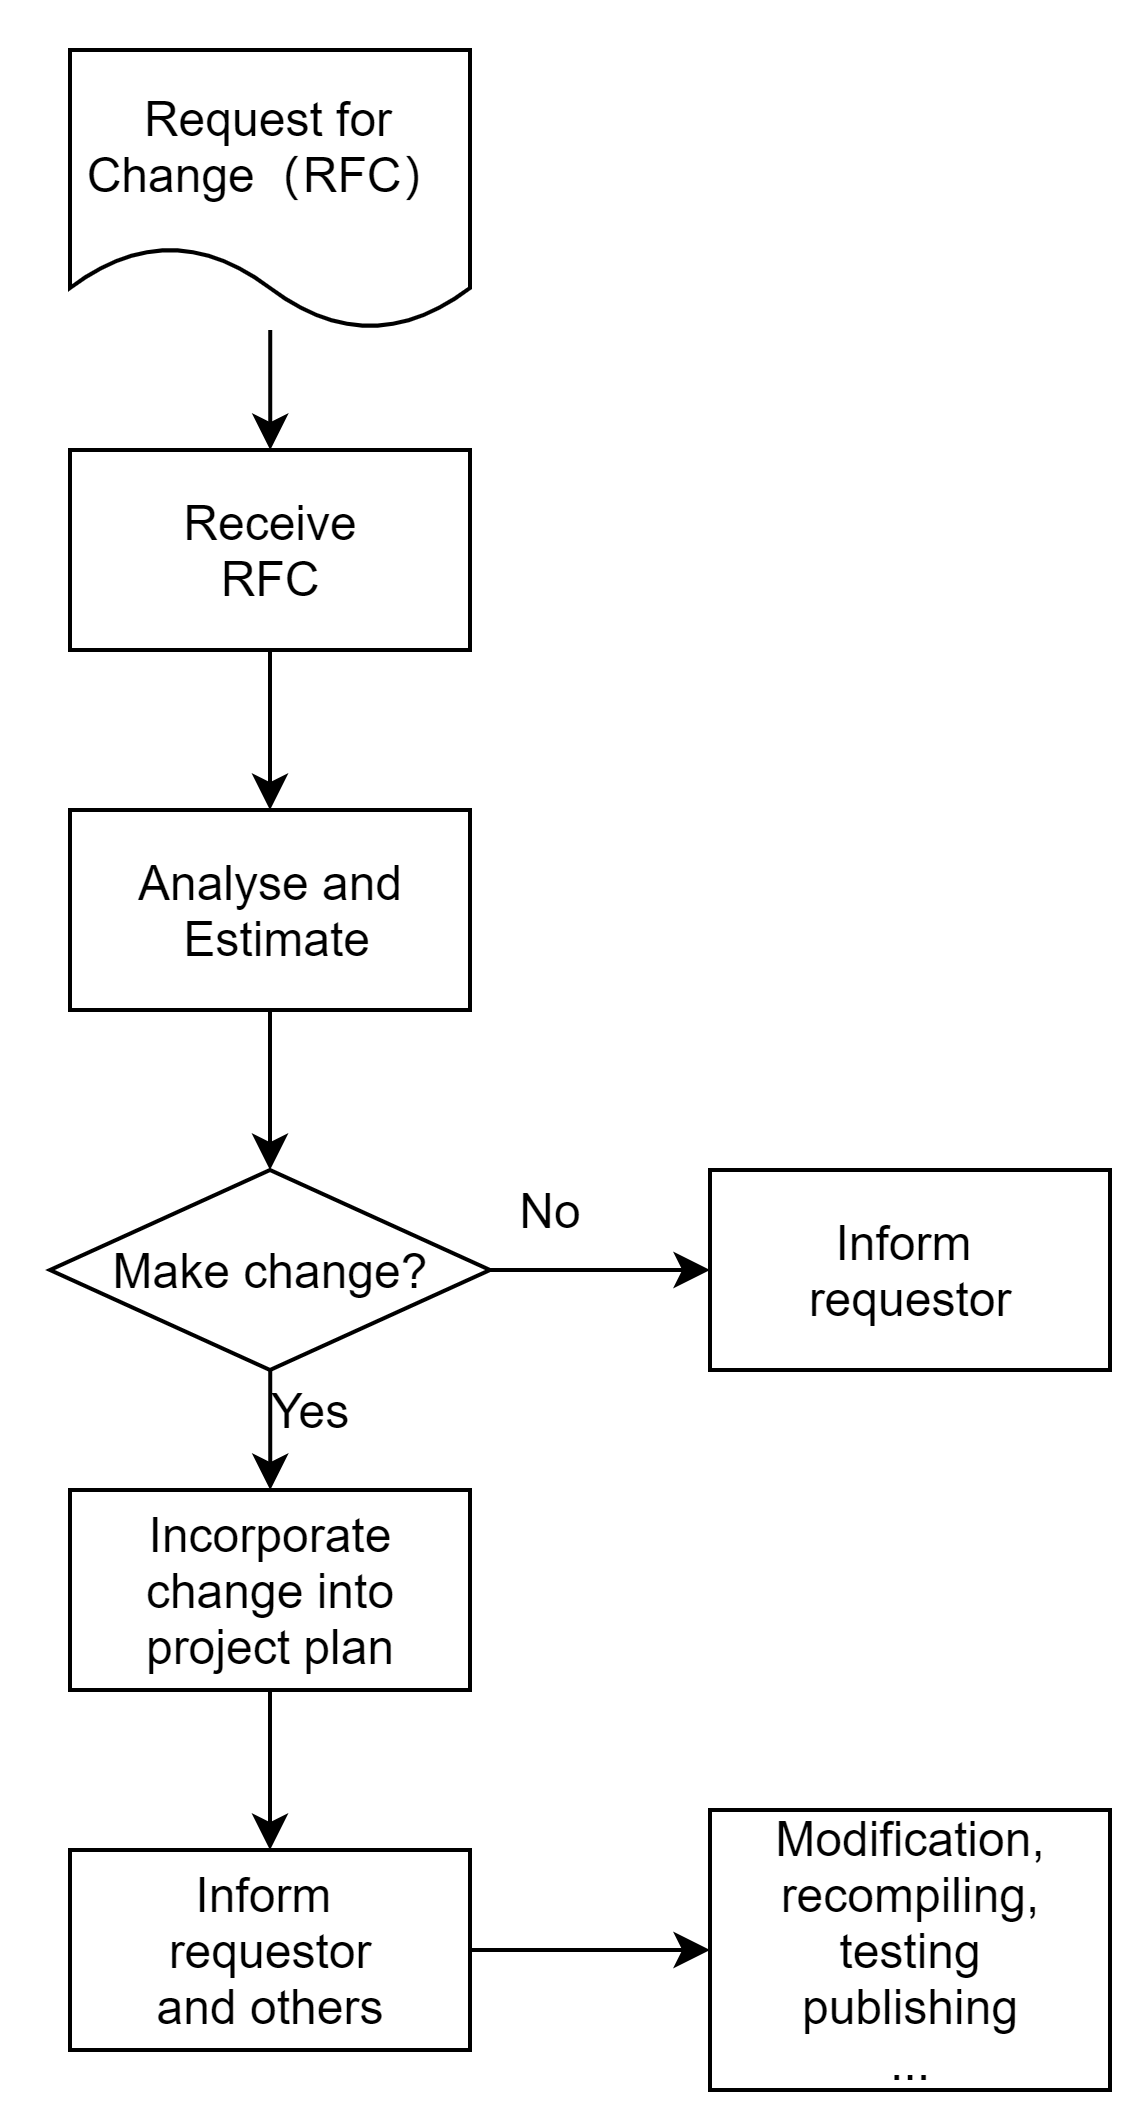 Request for
Change（RFC）
Receive
RFC
Analyse and
Estimate
Make change?
No
Inform
requestor
Yes
Incorporate
change into
project plan
Inform
requestor
and others
Modification,
recompiling,
testing
publishing
...